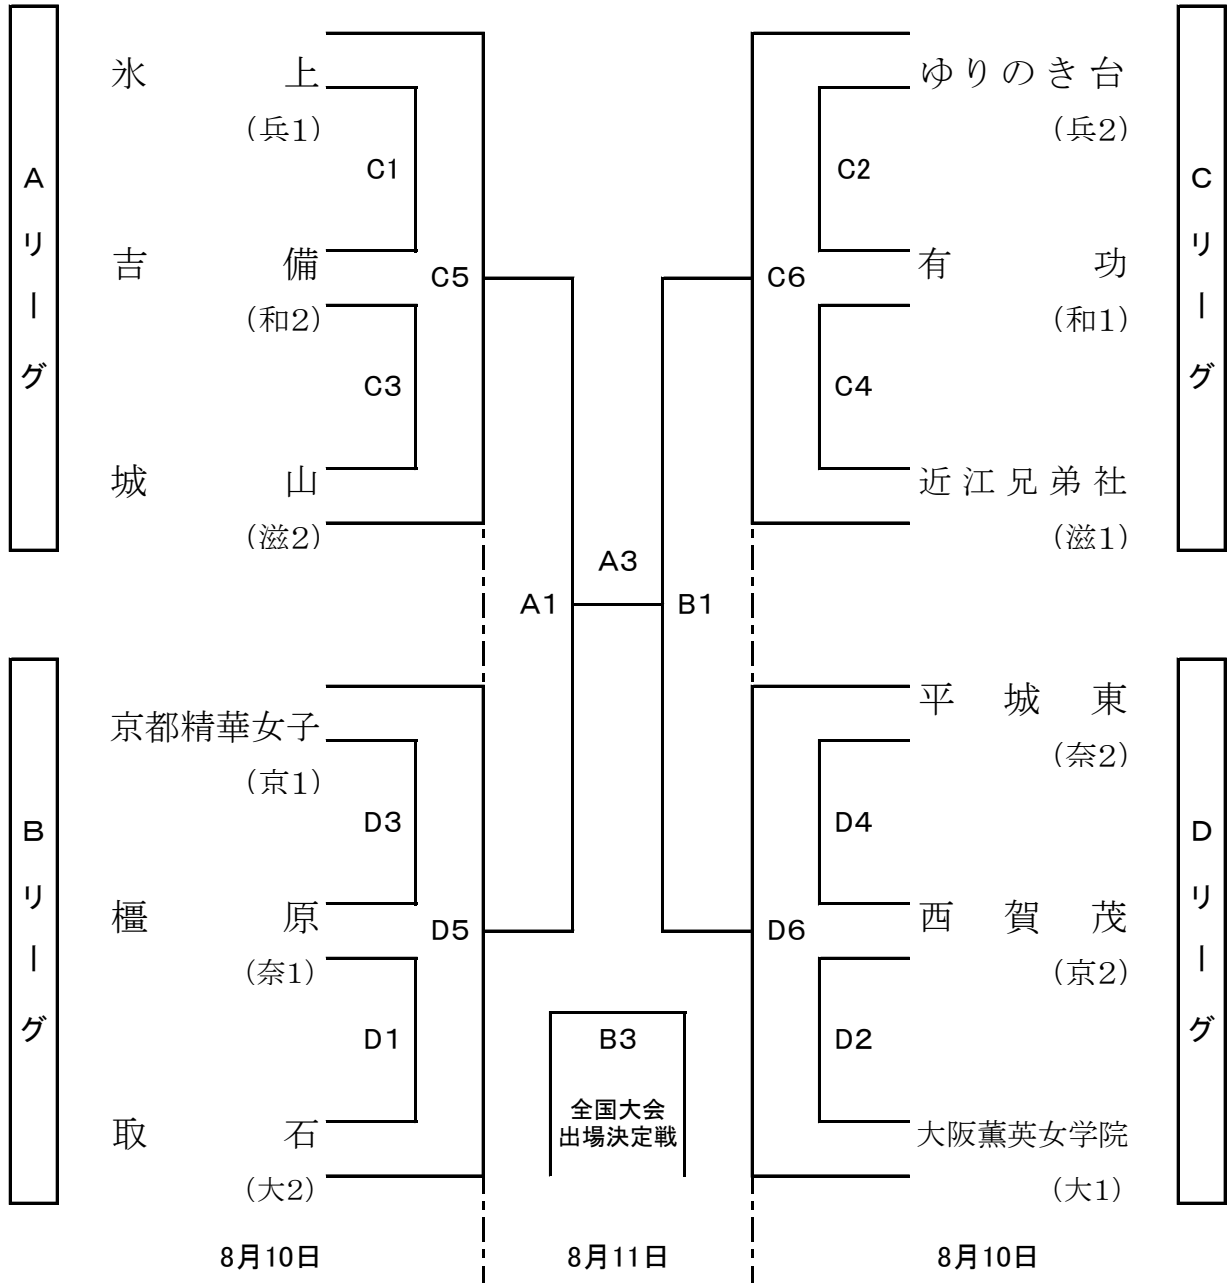 Aリーグ
氷上
(兵1)
C1
吉備
(和2)
C5
C3
城山
(滋2)
ゆりのき台
(兵2)
C2
有功
(和1)
C6
C4
近江兄弟社
(滋1)
Cリーグ
A3
A1
B1
Bリーグ
京都精華女子
(京1)
D3
橿原
(奈1)
D5
D1
取石
(大2)
平城東
(奈2)
D4
西賀茂
(京2)
D6
D2
大阪薫英女学院
(大1)
Dリーグ
B3
全国大会
出場決定戦
8月10日
8月11日
8月10日